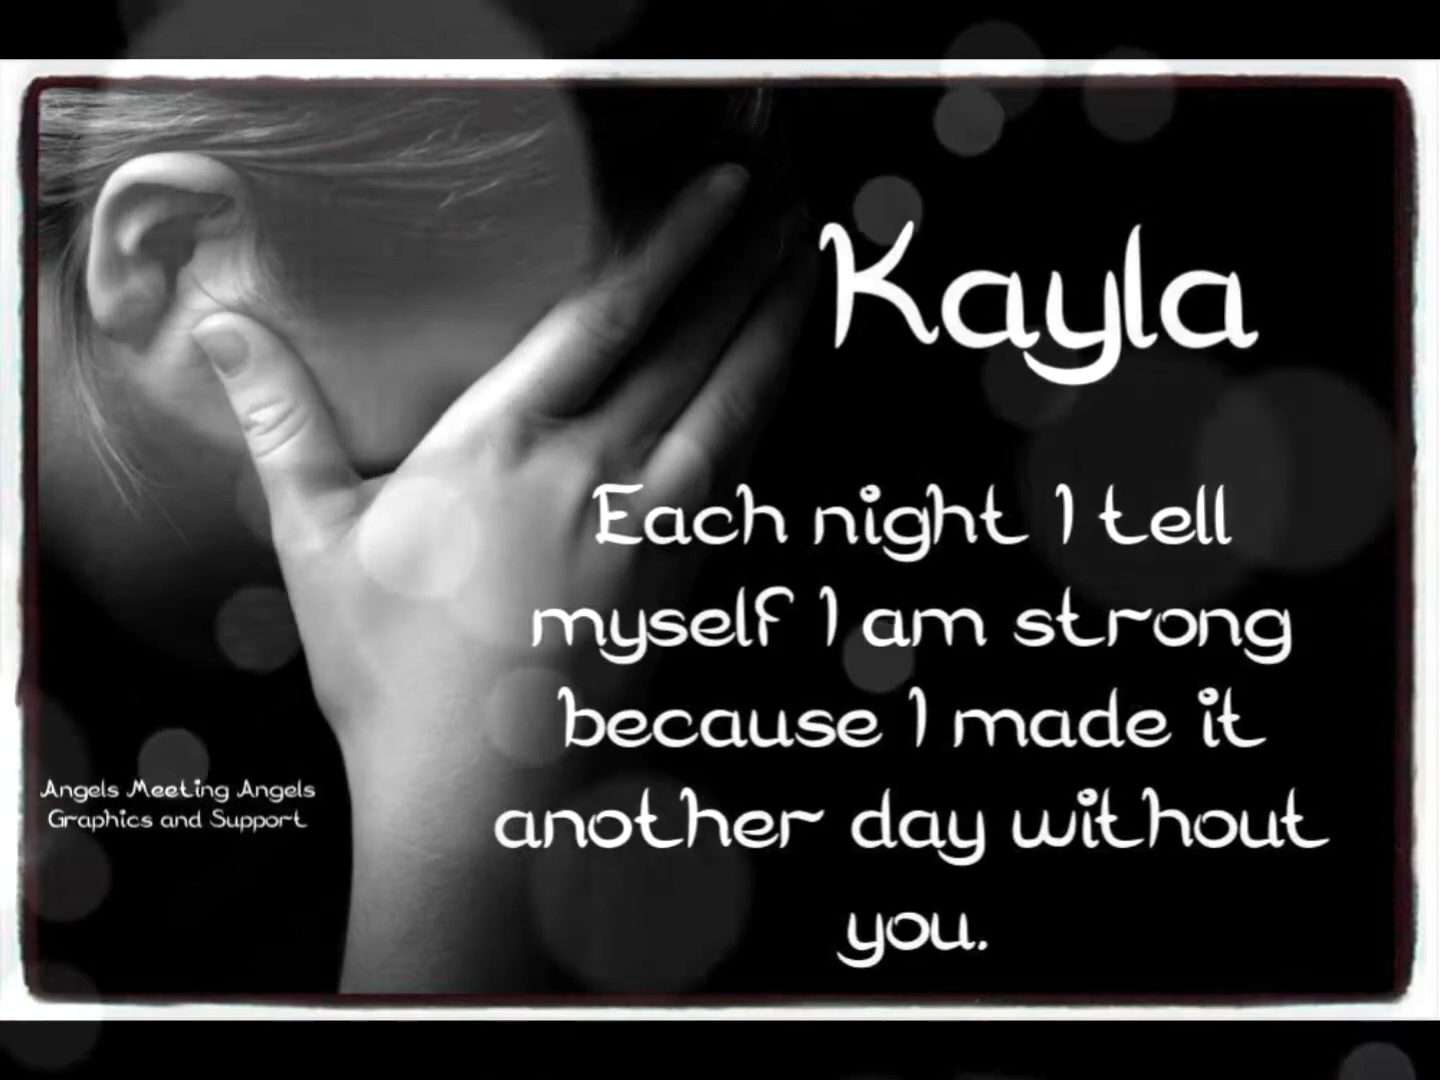 Kayla
Each night I tell
myself I am strong
because I made it
another day without
you.
Angels Meeting Angels
Graphics and Support